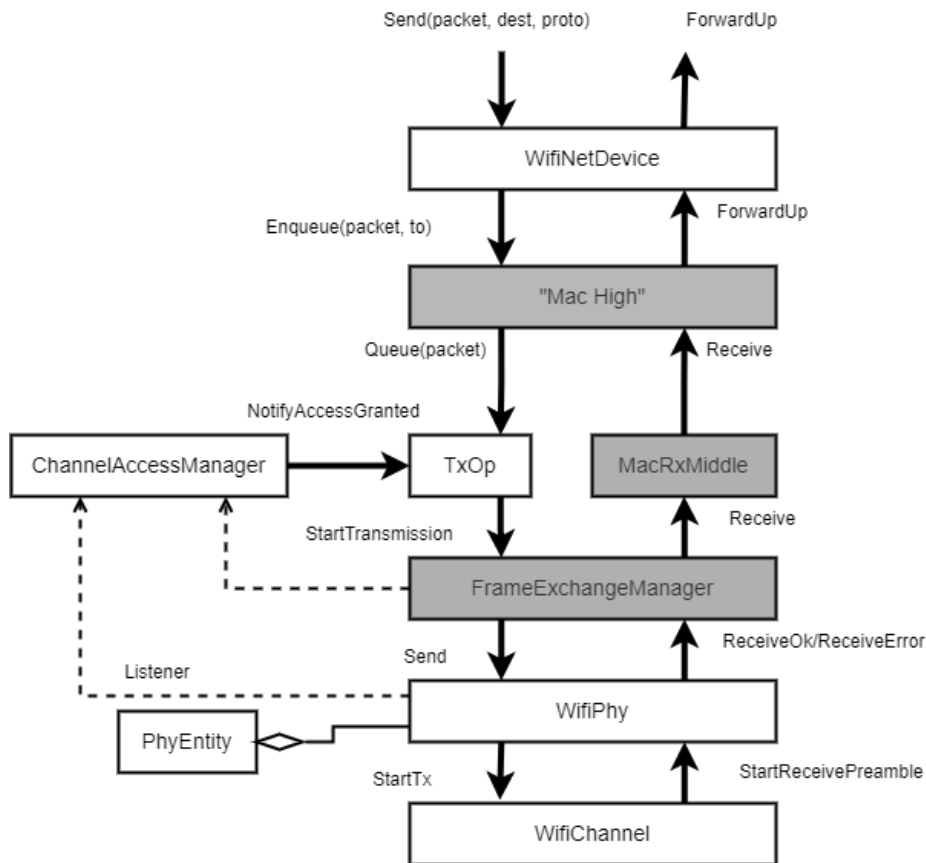 Send(packet, dest, proto)
ForwardUp
WifiNetDevice
Enqueue(packet, to)
ForwardUp
"Mac High"
Queue(packet)
Receive
NotifyAccessGranted
ChannelAccessManager
TxOp
MacRxMiddle
StartTransmission
Receive
FrameExchangeManager
Send
ReceiveOk/ReceiveError
Listener
WifiPhy
PhyEntity
StartTx
StartReceivePreamble
WifiChannel